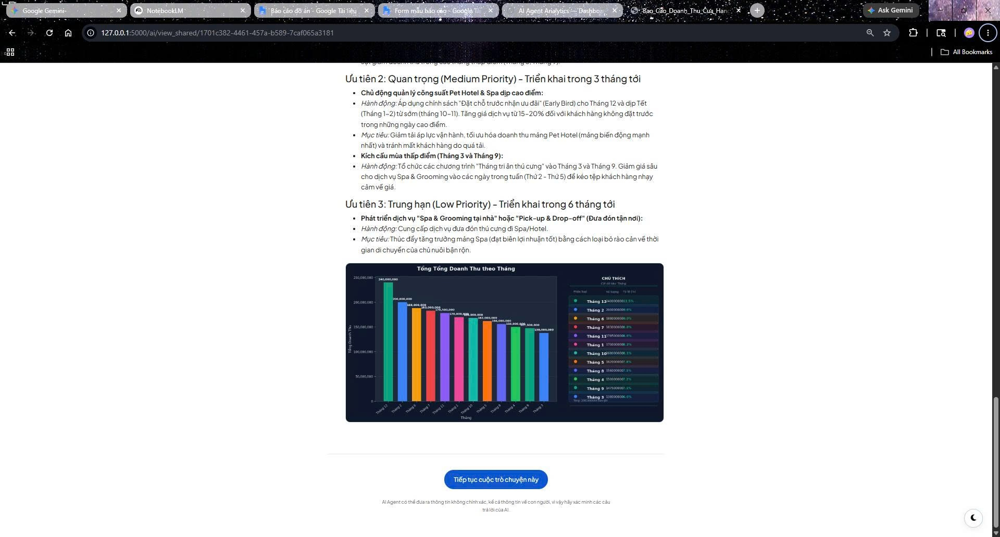 Google Gemini
NotebookLM
Báo cáo đồ án - Google Tài liệu
Form mẫu báo cáo - Google Tà
AI Agent Analytics — Dashboa
Bao_Cao_Doanh_Thu_Cua_Han
Ask Gemini
127.0.0.1:5000/ai/view_shared/1701c382-4461-457a-b589-7caf065a3181
All Bookmarks
Ưu tiên 2: Quan trọng (Medium Priority) - Triển khai trong 3 tháng tới
Chủ động quản lý công suất Pet Hotel & Spa dịp cao điểm:
Hành động: Áp dụng chính sách "Đặt chỗ trước nhận ưu đãi" (Early Bird) cho Tháng 12 và dịp Tết
(Tháng 1-2) từ sớm (tháng 10-11). Tăng giá dịch vụ từ 15-20% đối với khách hàng không đặt trước
trong những ngày cao điểm.
Mục tiêu: Giảm tải áp lực vận hành, tối ưu hóa doanh thu mảng Pet Hotel (mảng biến động mạnh
nhất) và tránh mất khách hàng do quá tải.
Kích cầu mùa thấp điểm (Tháng 3 và Tháng 9):
Hành động: Tổ chức các chương trình "Tháng tri ân thú cưng" vào Tháng 3 và Tháng 9. Giảm giá sâu
cho dịch vụ Spa & Grooming vào các ngày trong tuần (Thứ 2 - Thứ 5) để kéo tệp khách hàng nhạy
cảm về giá.
Ưu tiên 3: Trung hạn (Low Priority) - Triển khai trong 6 tháng tới
Phát triển dịch vụ "Spa & Grooming tại nhà" hoặc "Pick-up & Drop-off" (Đưa đón tận nơi):
Hành động: Cung cấp dịch vụ đưa đón thú cưng đi Spa/Hotel.
Mục tiêu: Thúc đẩy tăng trưởng mảng Spa (đạt biên lợi nhuận tốt) bằng cách loại bỏ rào cản về thời
gian di chuyển của chủ nuôi bận rộn.
Tổng Tổng Doanh Thu theo Tháng
250,000,000
200,000,000
150,000,000
100,000,000
50,000,000
0
Tổng Doanh Thu
240,000,000
200,000,000
188,000,000
183,000,000
178,500,000
170,000,000
168,000,000
162,000,000
156,000,000
150,000,000
147,500,000
138,000,000
Tháng 12
Tháng 2
Tháng 6
Tháng 7
Tháng 11
Tháng 1
Tháng 10
Tháng 5
Tháng 8
Tháng 4
Tháng 9
Tháng 3
Tháng
CHÚ THÍCH
Cột dữ liệu: Tháng
Phân loại Số lượng Tỷ lệ (%)
Tháng 12 240000000 11.5%
Tháng 2 200000000 9.6%
Tháng 6 188000000 9.0%
Tháng 7 183000000 8.8%
Tháng 11 178500000 8.6%
Tháng 1 170000000 8.2%
Tháng 10 168000000 8.1%
Tháng 5 162000000 7.8%
Tháng 8 156000000 7.5%
Tháng 4 150000000 7.2%
Tháng 9 147500000 7.1%
Tháng 3 138000000 6.6%
Tổng: 2081000000 bản ghi
Tiếp tục cuộc trò chuyện này
AI Agent có thể đưa ra thông tin không chính xác, kể cả thông tin về con người, vì vậy hãy xác minh các câu
trả lời của AI.